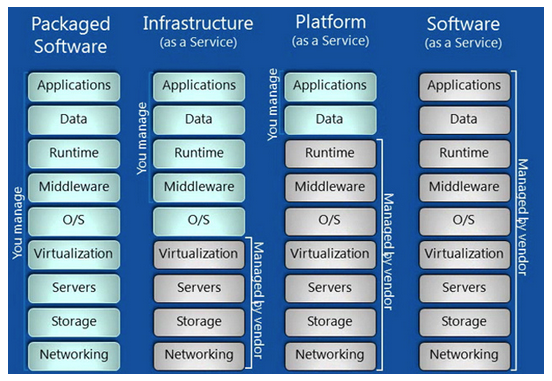 Packaged
Software
You manage
Applications
Data
Runtime
Middleware
O/S
Virtualization
Servers
Storage
Networking
Infrastructure
(as a Service)
You manage
Applications
Data
Runtime
Middleware
O/S
Virtualization
Servers
Storage
Networking
Managed by vendor
Platform
(as a Service)
You manage
Applications
Data
Runtime
Middleware
O/S
Virtualization
Servers
Storage
Networking
Managed by vendor
Software
(as a Service)
Applications
Data
Runtime
Middleware
O/S
Virtualization
Servers
Storage
Networking
Managed by vendor